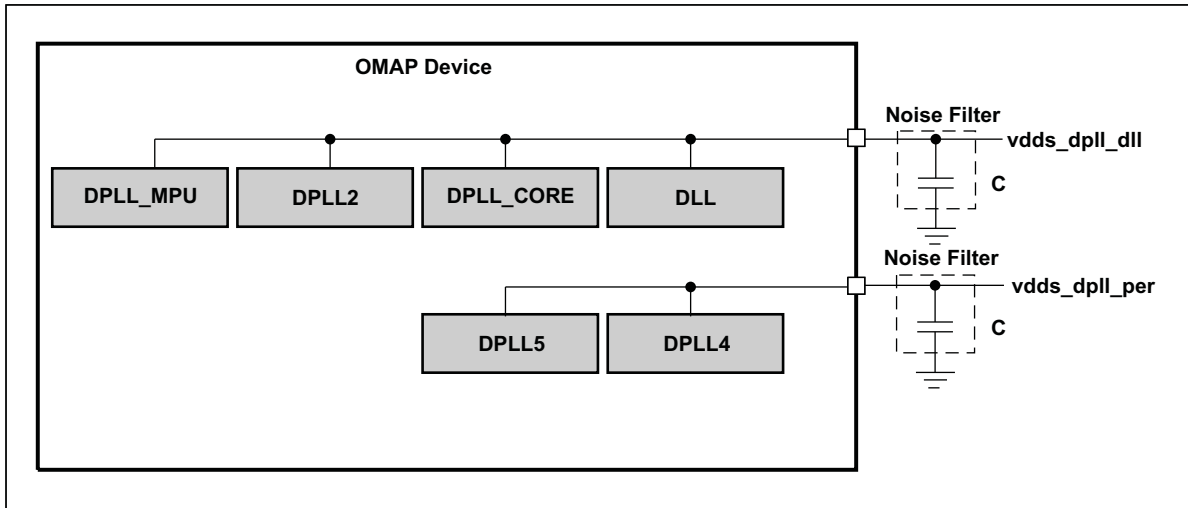 OMAP Device
Noise Filter
vdds_dpll_dll
C
DPLL_MPU
DPLL2
DPLL_CORE
DLL
Noise Filter
vdds_dpll_per
C
DPLL5
DPLL4